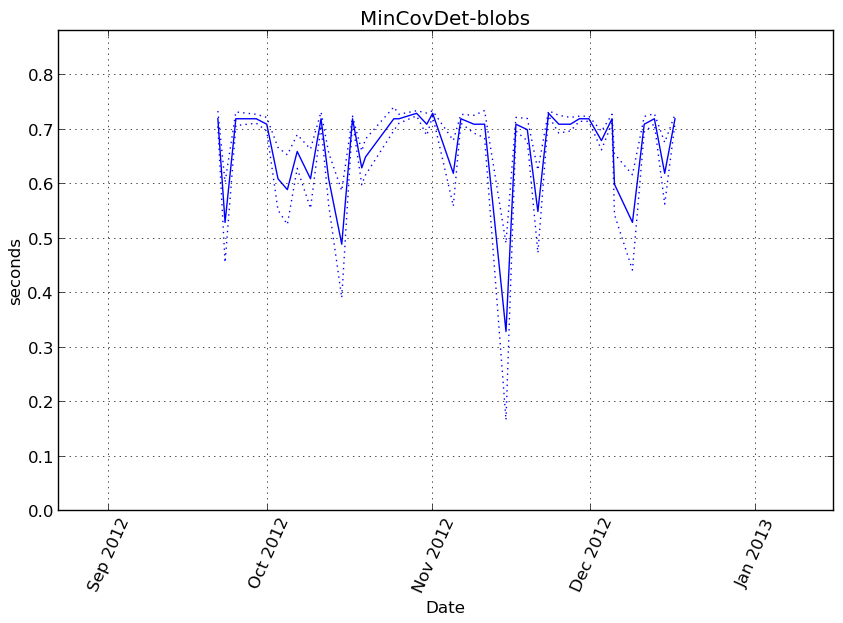 MinCovDet-blobs
0.8
0.7
0.6
0.5
0.4
0.3
0.2
0.1
0.0
seconds
Sep 2012
Oct 2012
Nov 2012
Dec 2012
Jan 2013
Date